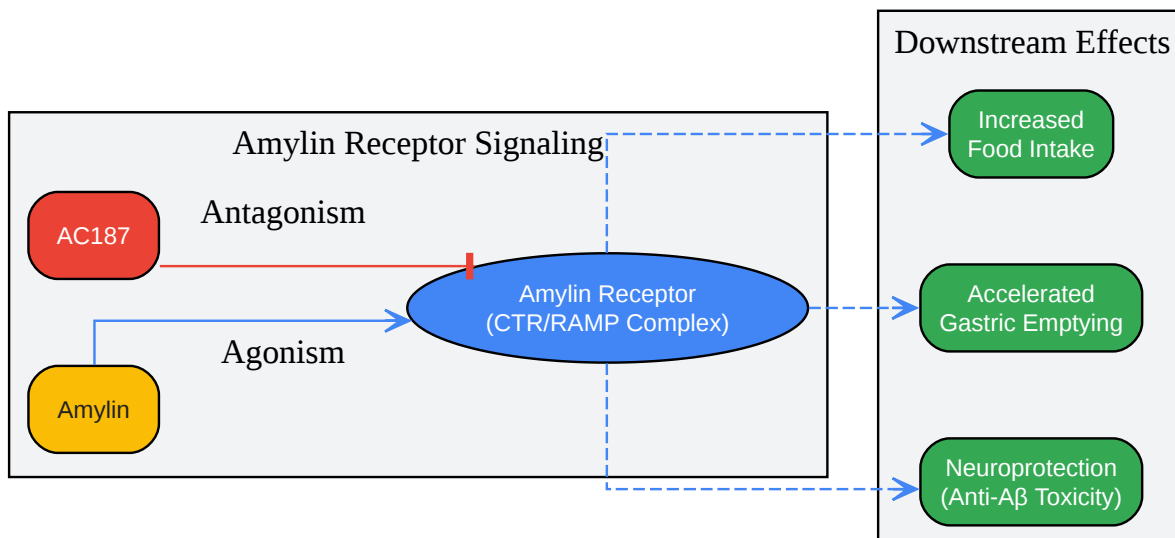 Downstream Effects
Increased
Food Intake
Amylin Receptor Signaling
Antagonism
AC187
Amylin Receptor
(CTR/RAMP Complex)
Accelerated
Gastric Emptying
Agonism
Amylin
Neuroprotection
(Anti-Aβ Toxicity)